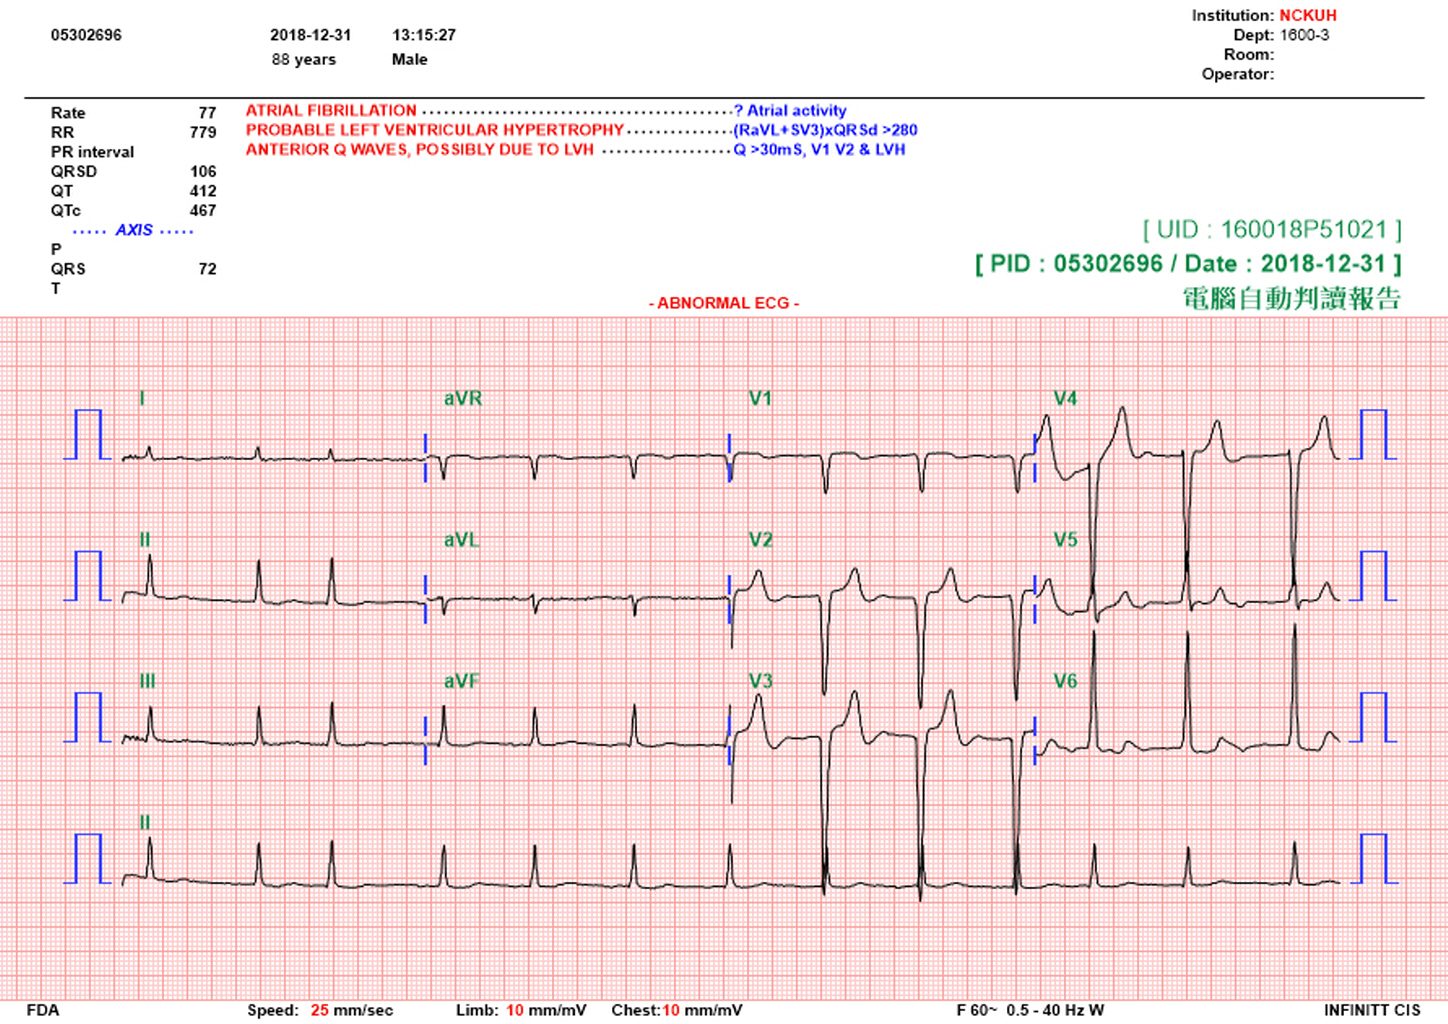 Institution: NCKUH
05302696 2018-12-31 13:15:27 Dept: 1600-3
88 years Male Room:
Operator:
Rate 77 ATRIAL FIBRILLATION ? Atrial activity
RR 779 PROBABLE LEFT VENTRICULAR HYPERTROPHY (RaVL+SV3)xQRSd >280
PR interval ANTERIOR Q WAVES, POSSIBLY DUE TO LVH Q >30mS, V1 V2 & LVH
QRSD 106
QT 412
QTc 467
..... AXIS .....
P
QRS 72
T
[ UID : 160018P51021 ]
[ PID : 05302696 / Date : 2018-12-31 ]
電腦自動判讀報告
- ABNORMAL ECG -
I aVR V1 V4
II aVL V2 V5
III aVF V3 V6
II
FDA Speed: 25 mm/sec Limb: 10 mm/mV Chest:10 mm/mV F 60~ 0.5 - 40 Hz W INFINITT CIS